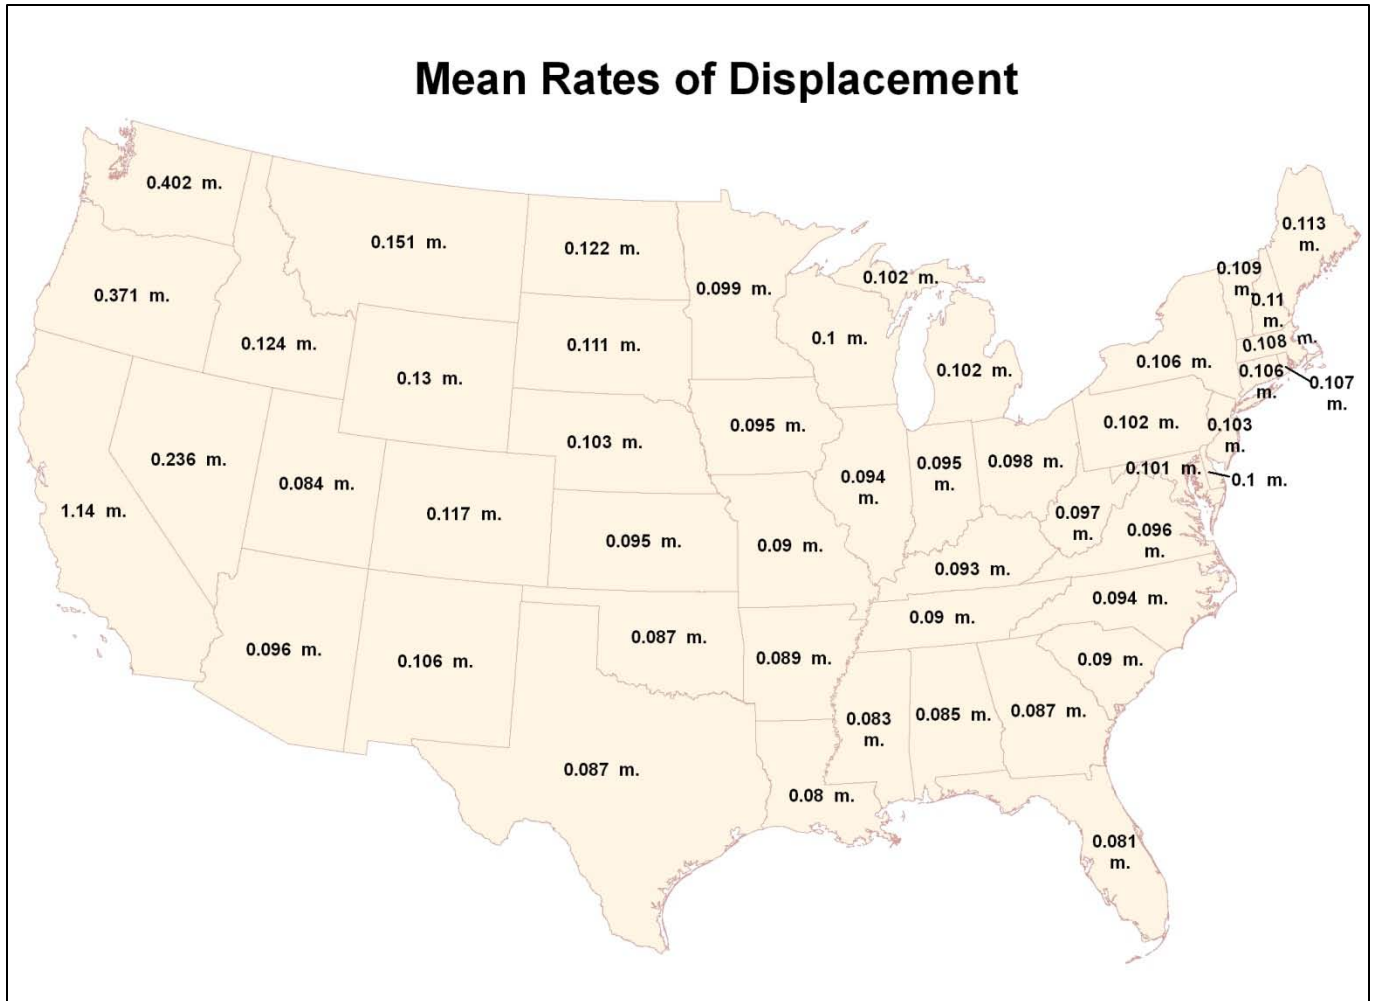 Mean Rates of Displacement
0.402 m.
0.151 m.
0.122 m.
0.099 m.
0.102 m.
0.113
m.
0.109
m.
0.11
m.
0.371 m.
0.124 m.
0.13 m.
0.111 m.
0.1 m.
0.102 m.
0.106 m.
0.108 m.
0.106
m.
0.107
m.
0.103 m.
0.095 m.
0.102 m.
0.103
m.
1.14 m.
0.236 m.
0.084 m.
0.117 m.
0.095 m.
0.09 m.
0.094
m.
0.095
m.
0.098 m.
0.101 m.
0.1 m.
0.097
m.
0.096
m.
0.093 m.
0.094 m.
0.09 m.
0.096 m.
0.106 m.
0.087 m.
0.089 m.
0.09 m.
0.083
m.
0.085 m.
0.087 m.
0.087 m.
0.08 m.
0.081
m.